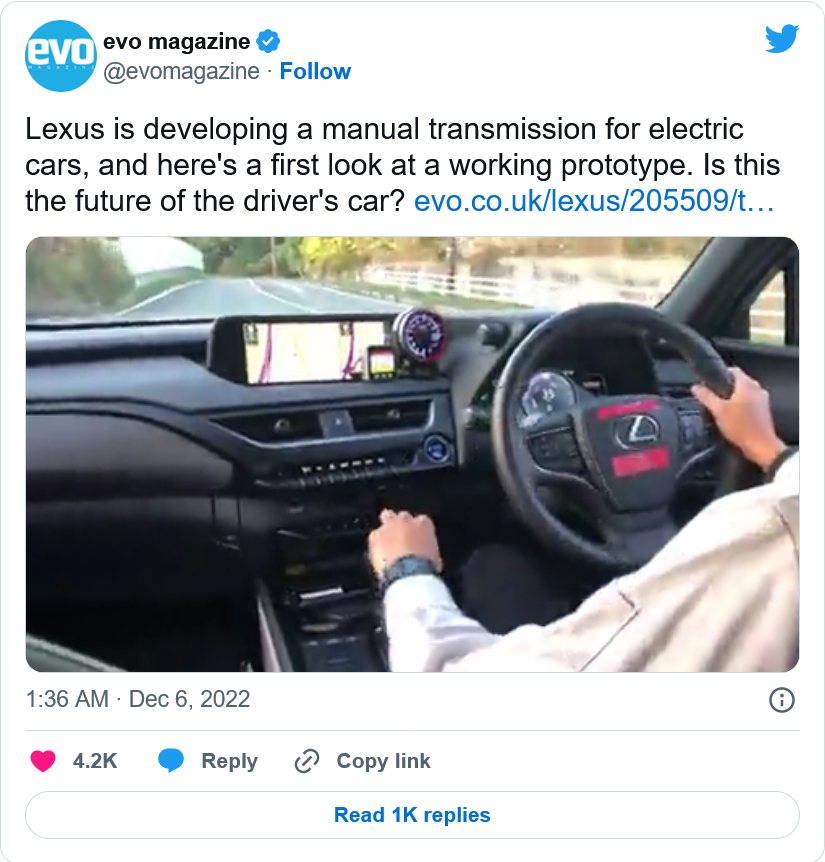 evo
MAGAZINE
evo magazine
@evomagazine · Follow
Lexus is developing a manual transmission for electric
cars, and here's a first look at a working prototype. Is this
the future of the driver's car? evo.co.uk/lexus/205509/t…
35
1:36 AM · Dec 6, 2022
4.2K Reply Copy link
Read 1K replies